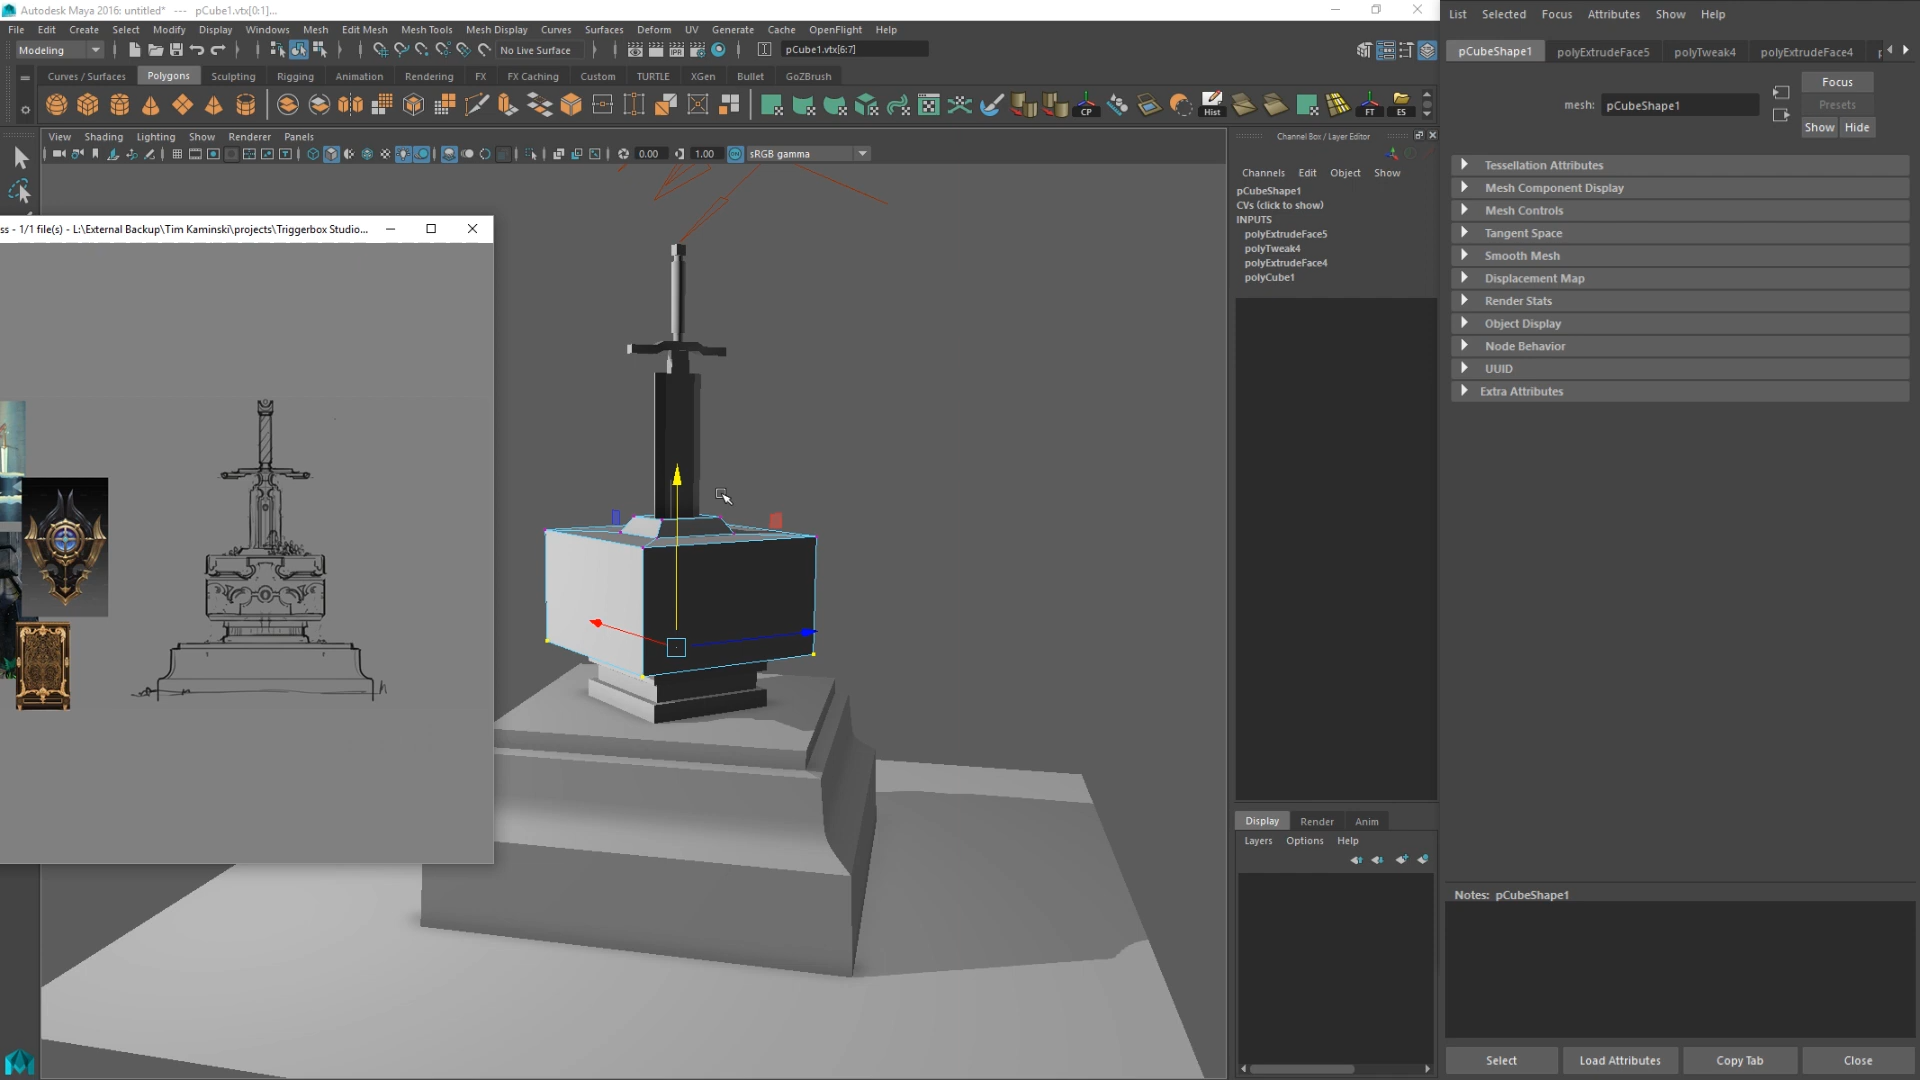 Autodesk Maya 2016: untitled*   ---   pCube1.vtx[0:1]...
File Edit Create Select Modify Display Windows Mesh Edit Mesh Mesh Tools Mesh Display Curves Surfaces Deform UV Generate Cache Arnold OpenFlight Help
Modeling No Live Surface pCube1.vtx[6:7]
Curves / Surfaces Polygons Sculpting Rigging Animation Rendering FX FX Caching Custom TURTLE XGen Bullet GoZBrush
CP Hist FT ES
View Shading Lighting Show Renderer Panels
0.00 1.00 ON sRGB gamma
ss - 1/1 file(s) - L:\External Backup\Tim Kaminski\projects\Triggerbox Studio...
Channel Box / Layer Editor
Channels Edit Object Show
pCubeShape1
CVs (click to show)
INPUTS
polyExtrudeFace5
polyTweak4
polyExtrudeFace4
polyCube1
Display Render Anim
Layers Options Help
List Selected Focus Attributes Show Help
pCubeShape1 polyExtrudeFace5 polyTweak4 polyExtrudeFace4
mesh: pCubeShape1
Focus
Presets
Show Hide
Tessellation Attributes
Mesh Component Display
Mesh Controls
Tangent Space
Smooth Mesh
Displacement Map
Render Stats
Object Display
Node Behavior
UUID
Extra Attributes
Notes: pCubeShape1
Select Load Attributes Copy Tab Close